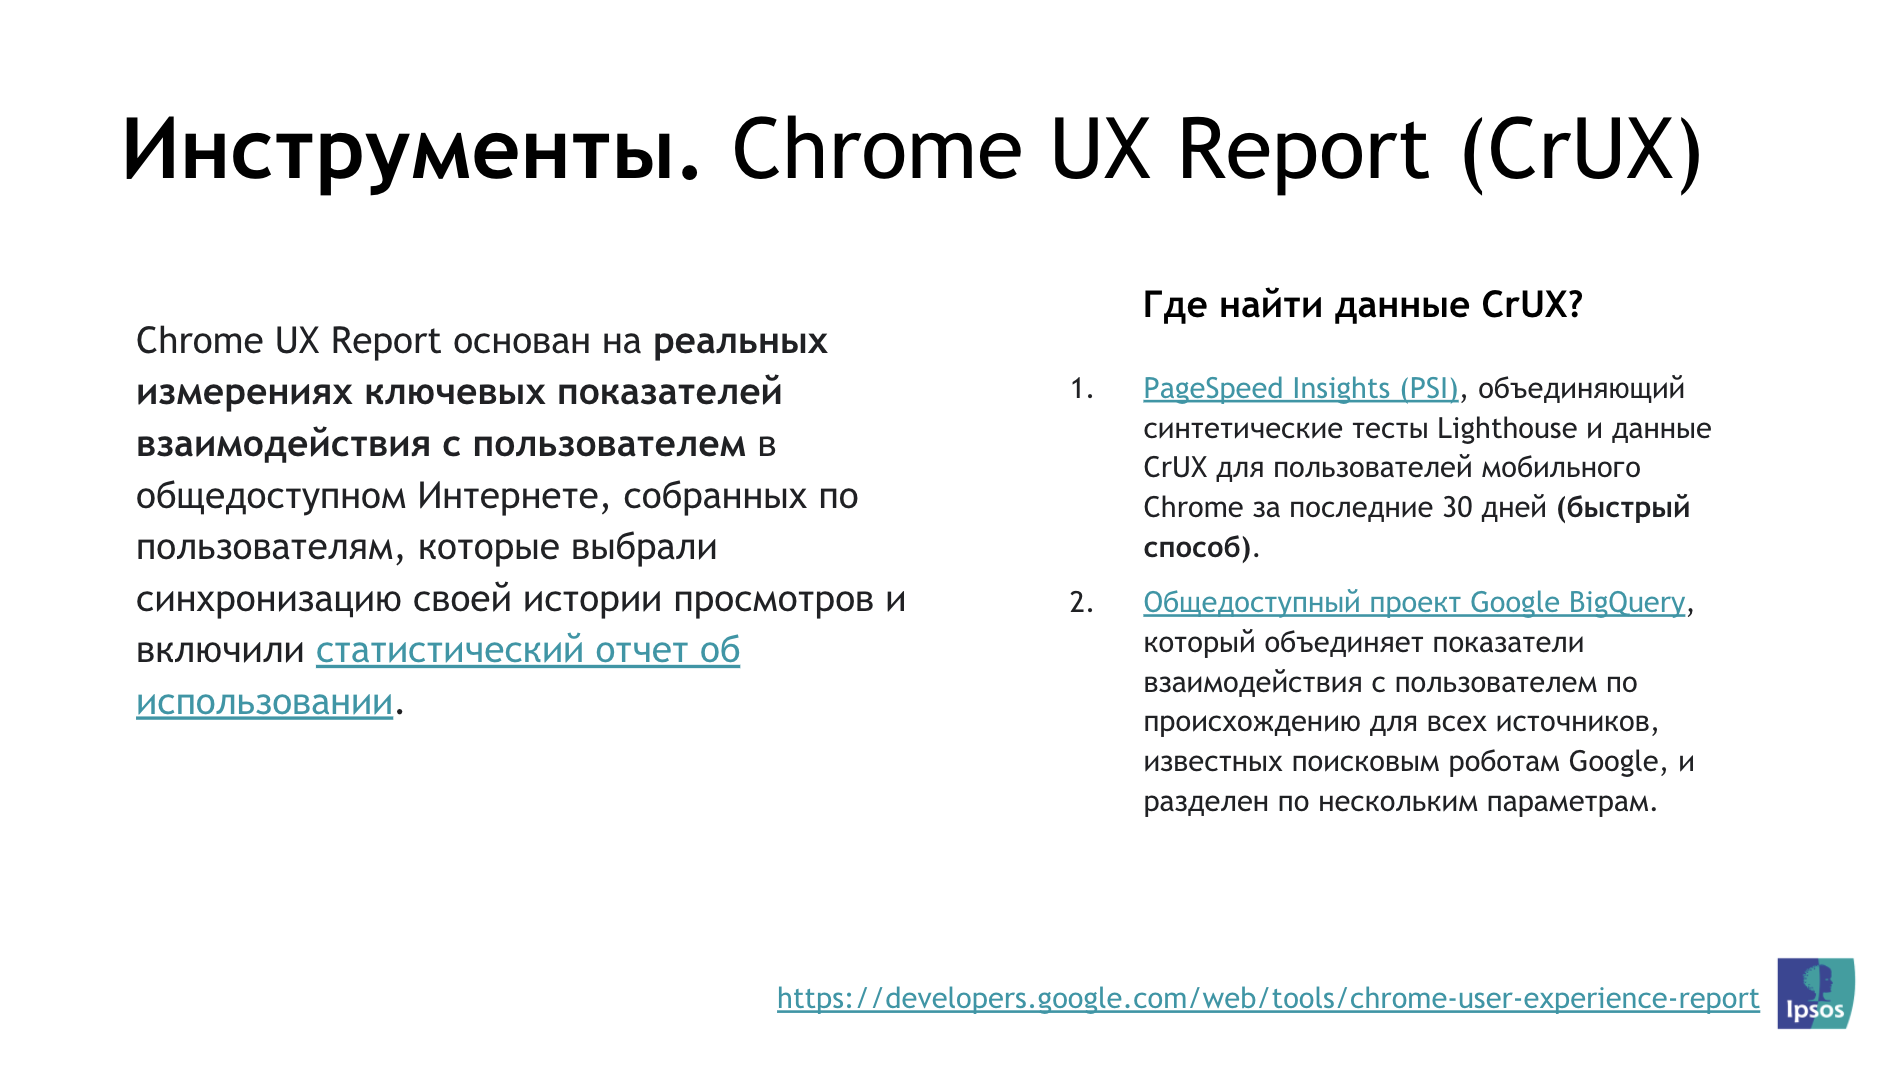 Инструменты. Chrome UX Report (CrUX)
Chrome UX Report основан на реальных
измерениях ключевых показателей
взаимодействия с пользователем в
общедоступном Интернете, собранных по
пользователям, которые выбрали
синхронизацию своей истории просмотров и
включили статистический отчет об
использовании.
Где найти данные CrUX?
1. PageSpeed Insights (PSI), объединяющий
синтетические тесты Lighthouse и данные
CrUX для пользователей мобильного
Chrome за последние 30 дней (быстрый
способ).
2. Общедоступный проект Google BigQuery,
который объединяет показатели
взаимодействия с пользователем по
происхождению для всех источников,
известных поисковым роботам Google, и
разделен по нескольким параметрам.
https://developers.google.com/web/tools/chrome-user-experience-report
Ipsos